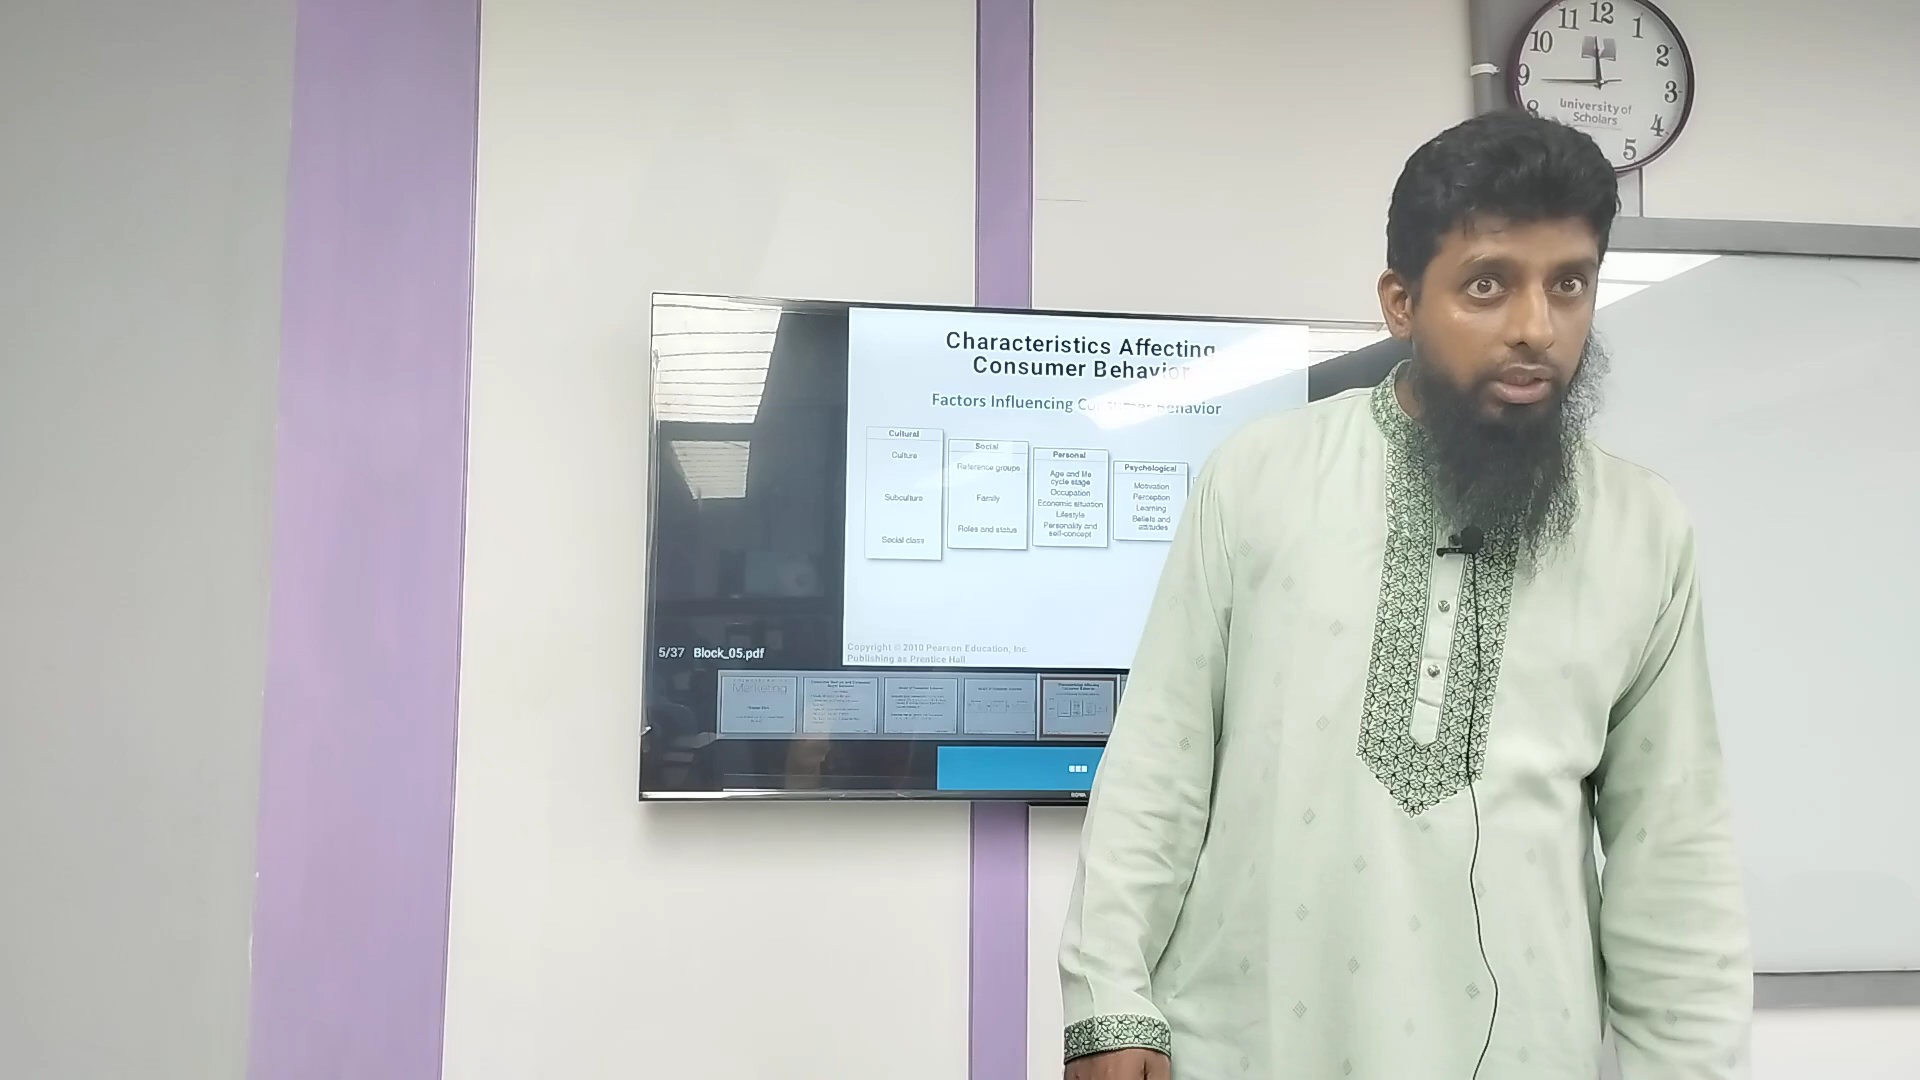 11 12 1
10 2
9 3
8 4
5
University of
Scholars
Characteristics Affecting
Consumer Behavior
Factors Influencing Consumer Behavior
Cultural
Culture
Subculture
Social class
Social
Reference groups
Family
Roles and status
Personal
Age and life
cycle stage
Occupation
Economic situation
Lifestyle
Personality and
self-concept
Psychological
Motivation
Perception
Learning
Beliefs and
attitudes
Copyright © 2010 Pearson Education, Inc.
Publishing as Prentice Hall
5/37 Block_05.pdf
Marketing